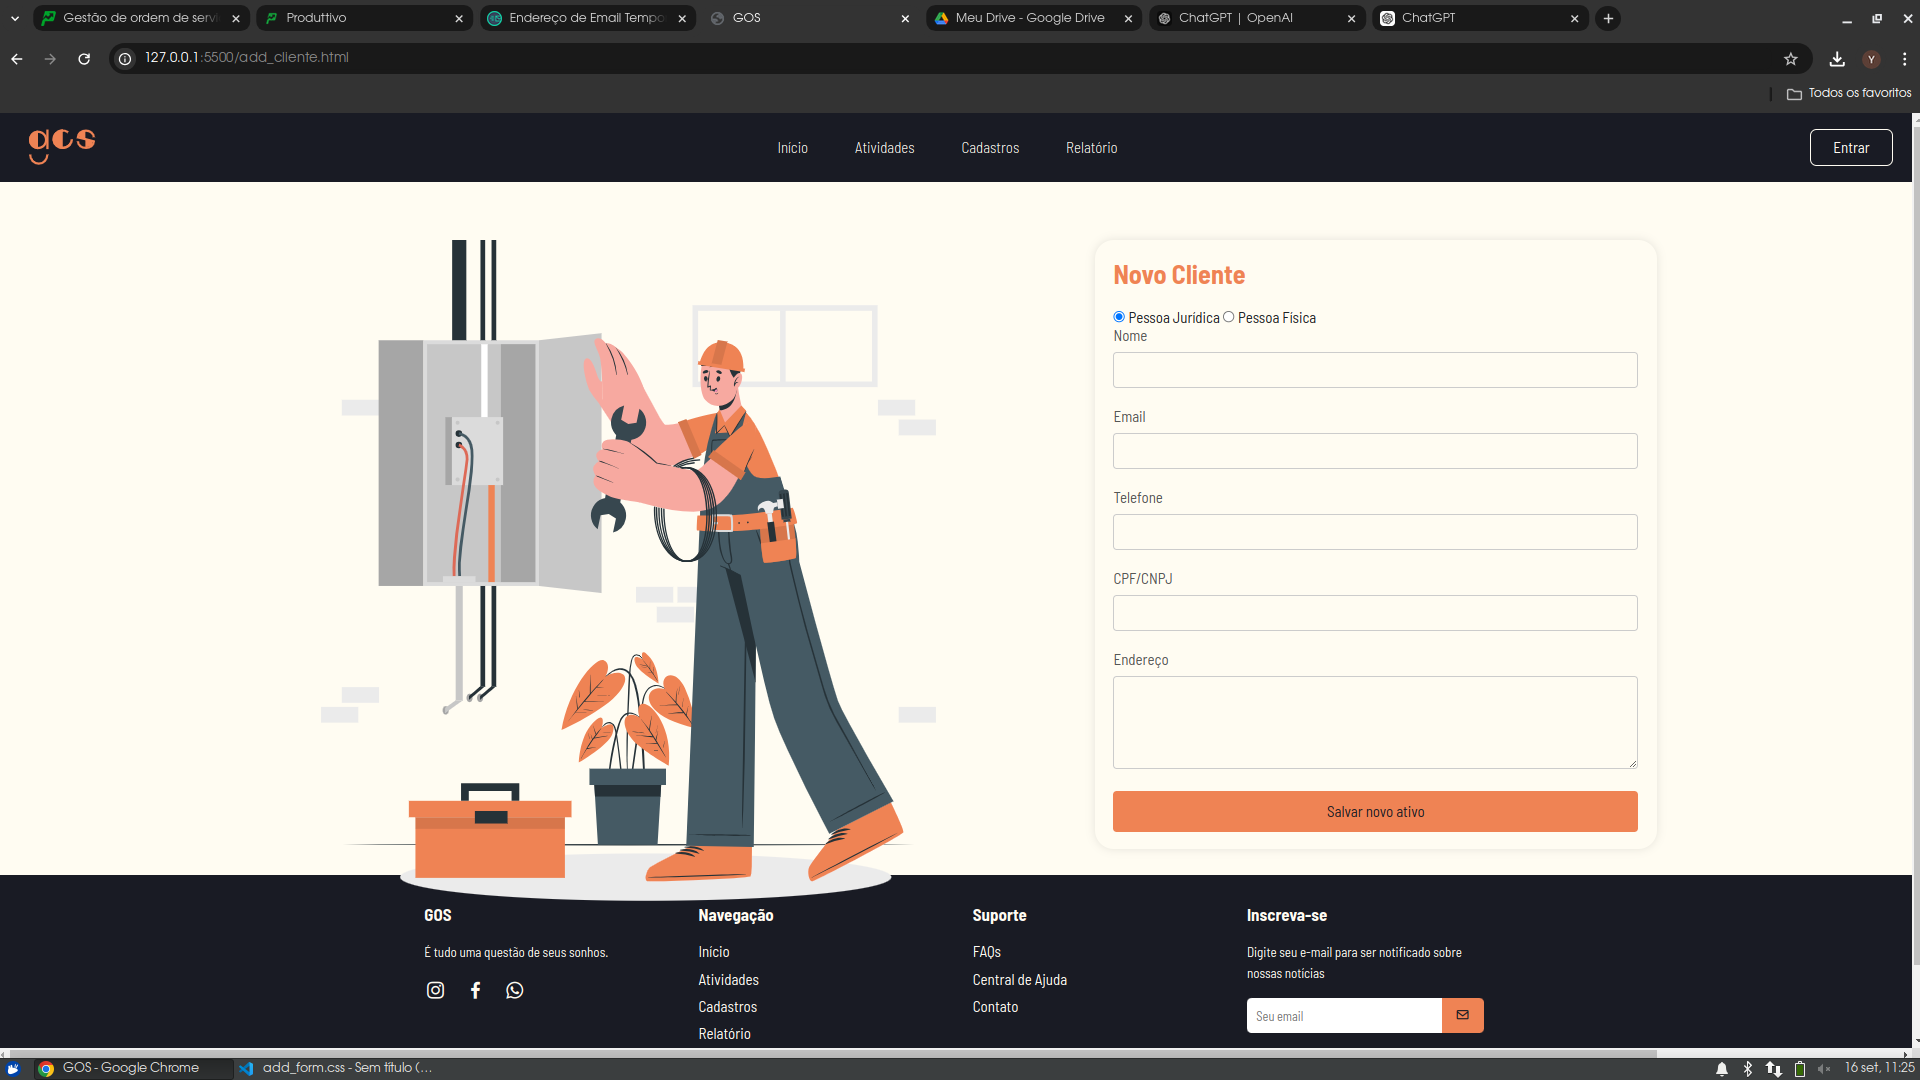 Gestão de ordem de servi
Produttivo
Endereço de Email Tempo
GOS
Meu Drive - Google Drive
ChatGPT | OpenAI
ChatGPT
127.0.0.1:5500/add_cliente.html
Y
Todos os favoritos
gos
Início
Atividades
Cadastros
Relatório
Entrar
Novo Cliente
Pessoa Jurídica Pessoa Física
Nome
Email
Telefone
CPF/CNPJ
Endereço
Salvar novo ativo
GOS
É tudo uma questão de seus sonhos.
Navegação
Início
Atividades
Cadastros
Relatório
Suporte
FAQs
Central de Ajuda
Contato
Inscreva-se
Digite seu e-mail para ser notificado sobre
nossas notícias
Seu email
GOS - Google Chrome
add_form.css - Sem título (...
16 set, 11:25